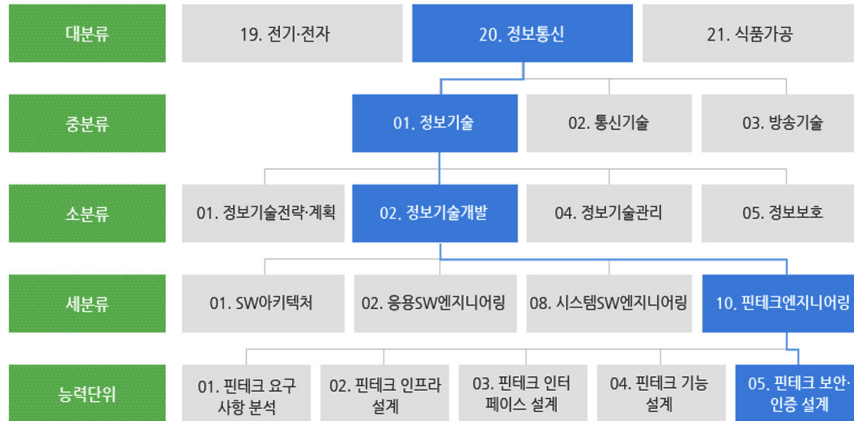 대분류 19. 전기·전자 20. 정보통신 21. 식품가공
중분류 01. 정보기술 02. 통신기술 03. 방송기술
소분류 01. 정보기술전략·계획 02. 정보기술개발 04. 정보기술관리 05. 정보보호
세분류 01. SW아키텍처 02. 응용SW엔지니어링 08. 시스템SW엔지니어링 10. 핀테크엔지니어링
능력단위
01. 핀테크 요구
사항 분석
02. 핀테크 인프라
설계
03. 핀테크 인터
페이스 설계
04. 핀테크 기능
설계
05. 핀테크 보안·
인증 설계